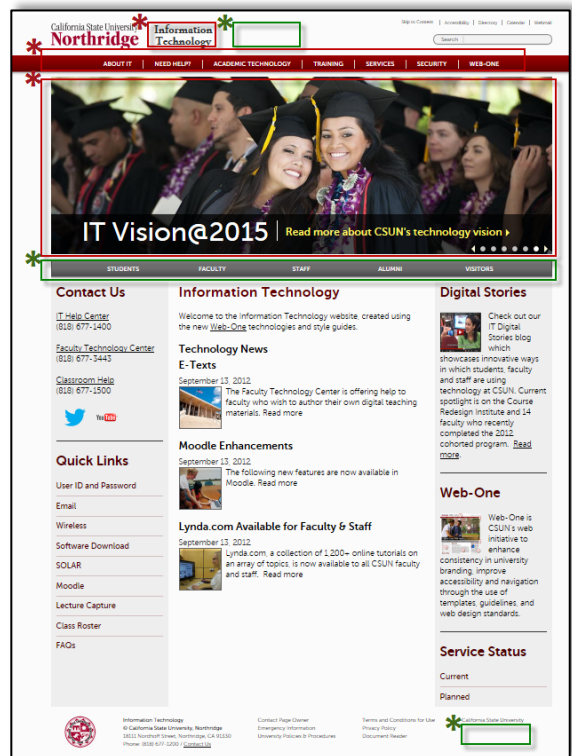 California State University
Northridge
Information
Technology
Skip to Content | Accessibility | Directory | Calendar | Webmail
Search
ABOUT IT | NEED HELP? | ACADEMIC TECHNOLOGY | TRAINING | SERVICES | SECURITY | WEB-ONE
IT Vision@2015 | Read more about CSUN's technology vision
STUDENTS FACULTY STAFF ALUMNI VISITORS
Contact Us
IT Help Center
(818) 677-1400
Faculty Technology Center
(818) 677-3443
Classroom Help
(818) 677-1500
YouTube
Quick Links
User ID and Password
Email
Wireless
Software Download
SOLAR
Moodle
Lecture Capture
Class Roster
FAQs
Information Technology
Welcome to the Information Technology website, created using
the new Web-One technologies and style guides.
Technology News
E-Texts
September 13, 2012
The Faculty Technology Center is offering help to
faculty who wish to author their own digital teaching
materials. Read more
Moodle Enhancements
September 13, 2012
The following new features are now available in
Moodle. Read more
Lynda.com Available for Faculty & Staff
September 13, 2012
Lynda.com, a collection of 1,200+ online tutorials on
an array of topics, is now available to all CSUN faculty
and staff. Read more
Digital Stories
Check out our
IT Digital
Stories blog
which
showcases innovative ways
in which students, faculty
and staff are using
technology at CSUN. Current
spotlight is on the Course
Redesign Institute and 14
faculty who recently
completed the 2012
cohorted program. Read
more.
Web-One
Web-One is
CSUN's web
initiative to
enhance
consistency in university
branding, improve
accessibility and navigation
through the use of
templates, guidelines, and
web design standards.
Service Status
Current
Planned
Information Technology
© California State University, Northridge
18111 Nordhoff Street, Northridge, CA 91330
Phone: (818) 677-1200 / Contact Us
Contact Page Owner
Emergency Information
University Policies & Procedures
Terms and Conditions for Use
Privacy Policy
Document Reader
California State University